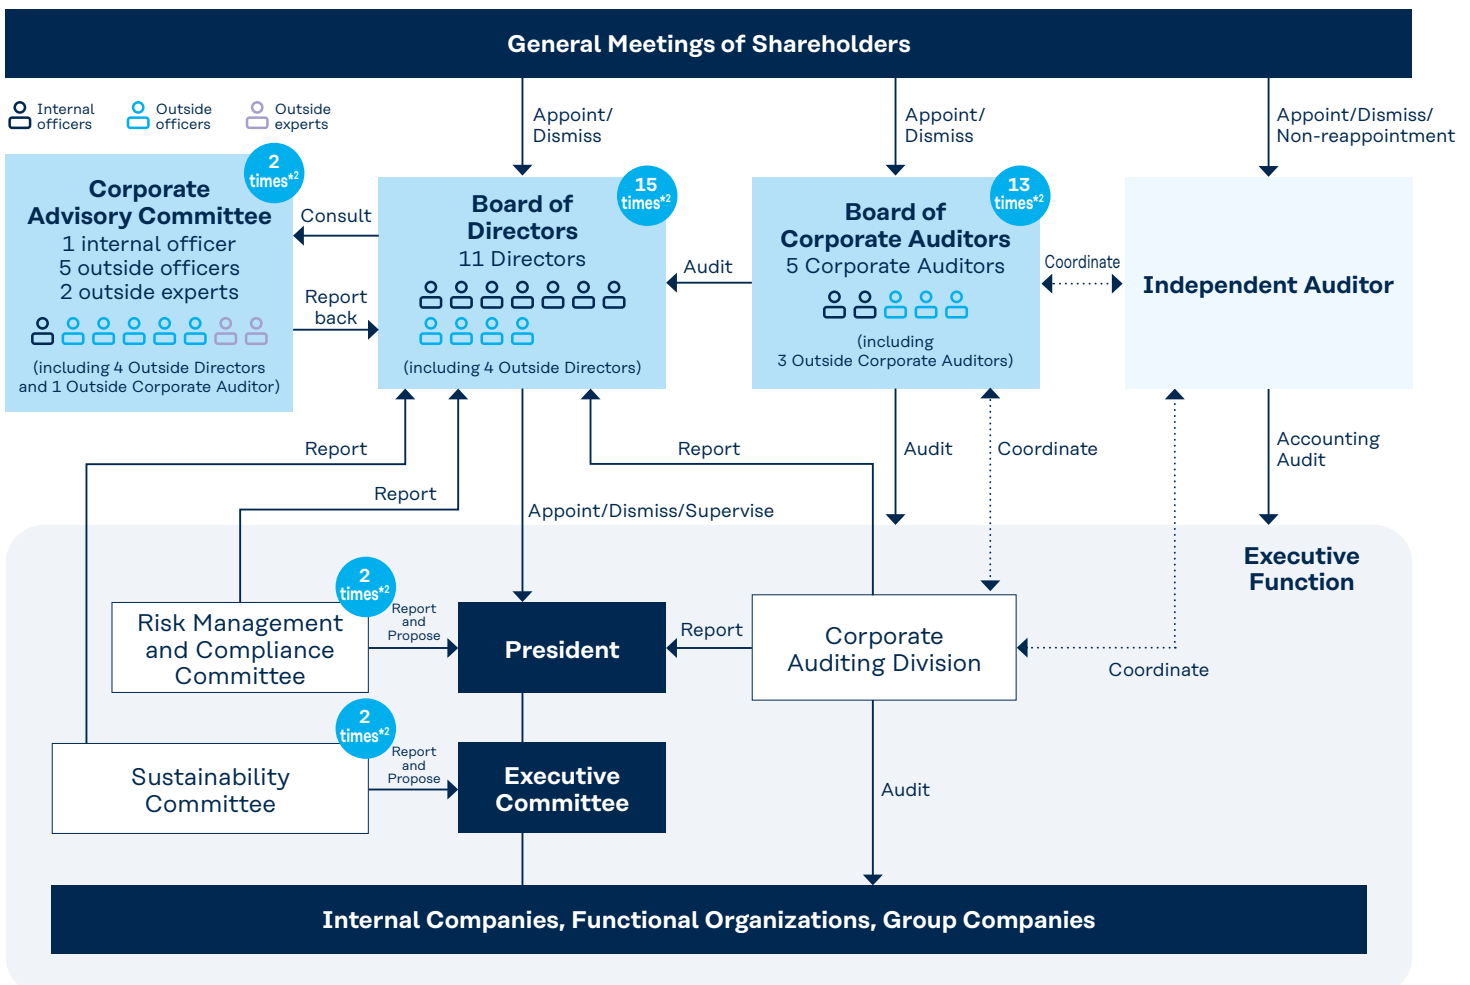 General Meetings of Shareholders
Internal
officers
Outside
officers
Outside
experts
Appoint/
Dismiss
Appoint/
Dismiss
Appoint/Dismiss/
Non-reappointment
2
times*2
Corporate
Advisory Committee
1 internal officer
5 outside officers
2 outside experts
(including 4 Outside Directors
and 1 Outside Corporate Auditor)
Consult
Report
back
15
times*2
Board of
Directors
11 Directors
(including 4 Outside Directors)
Audit
13
times*2
Board of
Corporate Auditors
5 Corporate Auditors
(including
3 Outside Corporate Auditors)
Coordinate
Independent Auditor
Report
Report
Report
Audit
Coordinate
Accounting
Audit
Appoint/Dismiss/Supervise
Executive
Function
2
times*2
Risk Management
and Compliance
Committee
Report
and
Propose
President
Report
Corporate
Auditing Division
Coordinate
2
times*2
Sustainability
Committee
Report
and
Propose
Executive
Committee
Audit
Internal Companies, Functional Organizations, Group Companies